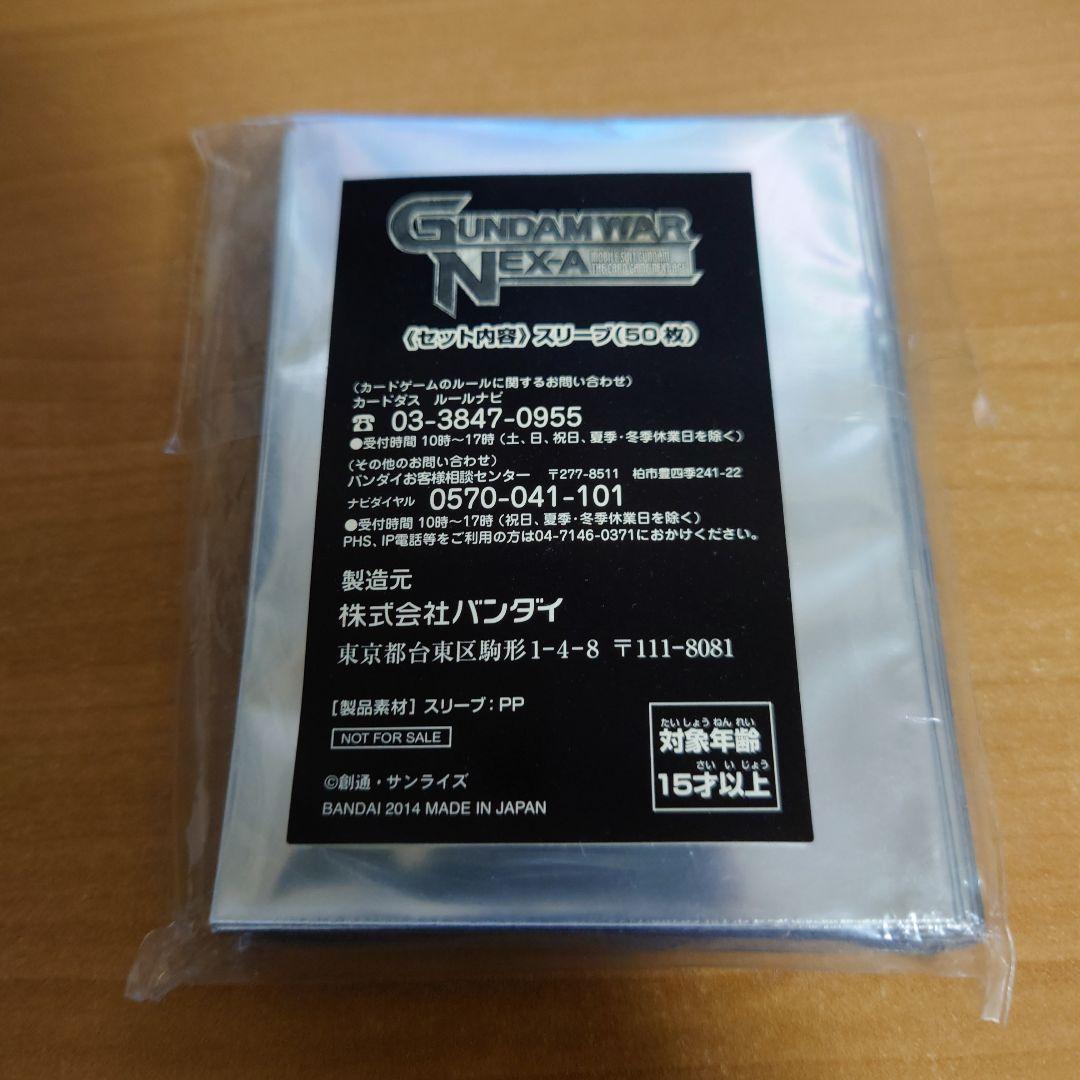 GUNDAM WAR
NEX-A
MOBILE SUIT GUNDAM
THE CARD GAME NEX-AGE
《セット内容》スリーブ(50枚)
(カードゲームのルールに関するお問い合わせ)
カードダス ルールナビ
☎ 03-3847-0955
●受付時間 10時~17時(土、日、祝日、夏季・冬季休業日を除く)
(その他のお問い合わせ)
バンダイお客様相談センター 〒277-8511 柏市豊四季241-22
ナビダイヤル 0570-041-101
●受付時間 10時~17時(祝日、夏季・冬季休業日を除く)
PHS、IP電話等をご利用の方は04-7146-0371におかけください。
製造元
株式会社バンダイ
東京都台東区駒形1-4-8 〒111-8081
[製品素材] スリーブ:PP
NOT FOR SALE
たいしょうねんれい
対象年齢
さいいじょう
15才以上
©創通・サンライズ
BANDAI 2014 MADE IN JAPAN